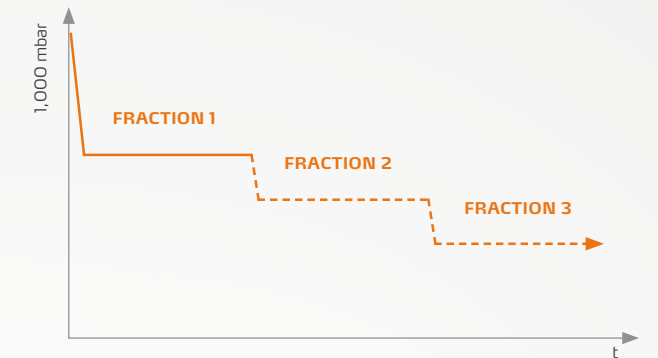 1,000 mbar
FRACTION 1
FRACTION 2
FRACTION 3
t